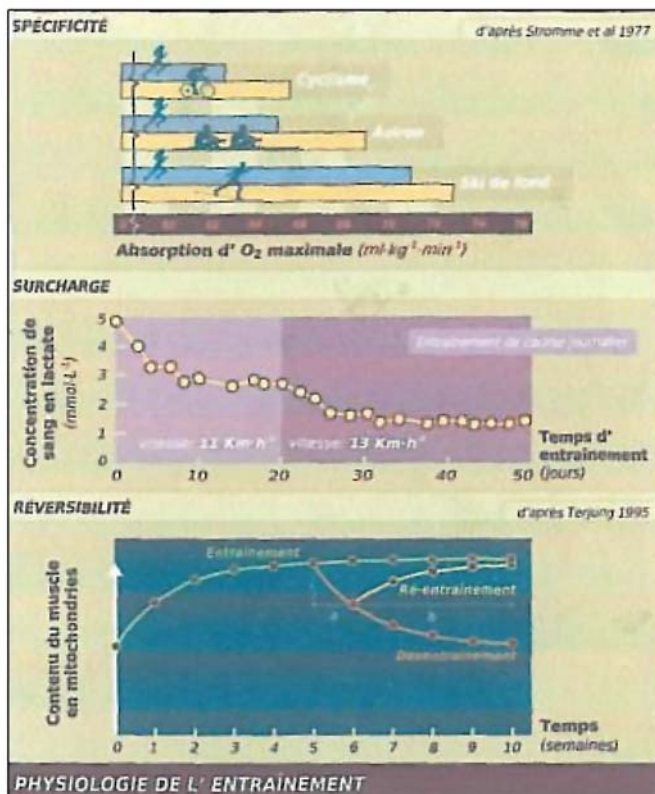 SPÉCIFICITÉ
d'après Stromme et al 1977
Cyclisme
Aviron
Ski de fond
Absorption d' O₂ maximale (ml·kg⁻¹·min⁻¹)
SURCHARGE
Concentration de
sang en lactate
(mmol·L⁻¹)
5
4
3
2
1
0
Entraînement de course journalier
vitesse: 11 Km·h⁻¹ vitesse: 13 Km·h⁻¹
0 10 20 30 40 50
Temps d'
entraînement
(jours)
RÉVERSIBILITÉ
d'après Terjung 1995
Contenu du muscle
en mitochondries
Entraînement
Ré-entraînement
a b
Desentraînement
0 1 2 3 4 5 6 7 8 9 10
Temps
(semaines)
PHYSIOLOGIE DE L' ENTRAÎNEMENT